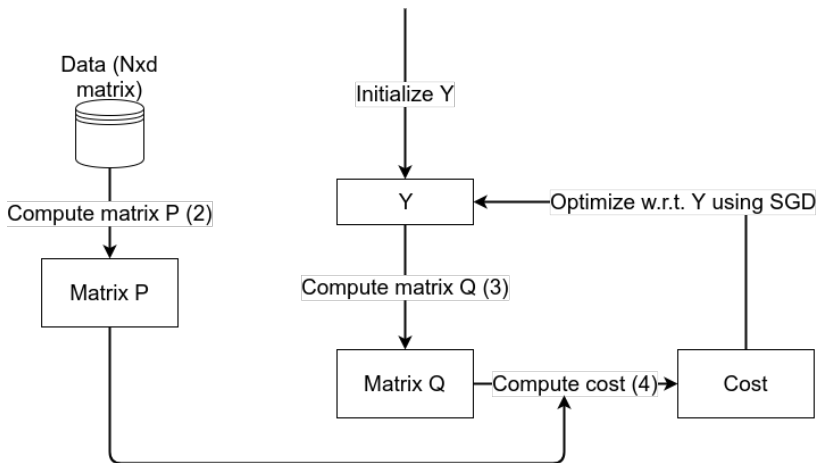 Data (Nxd
matrix)
Initialize Y
Y
Optimize w.r.t. Y using SGD
Compute matrix P (2)
Matrix P
Compute matrix Q (3)
Matrix Q
Compute cost (4)
Cost